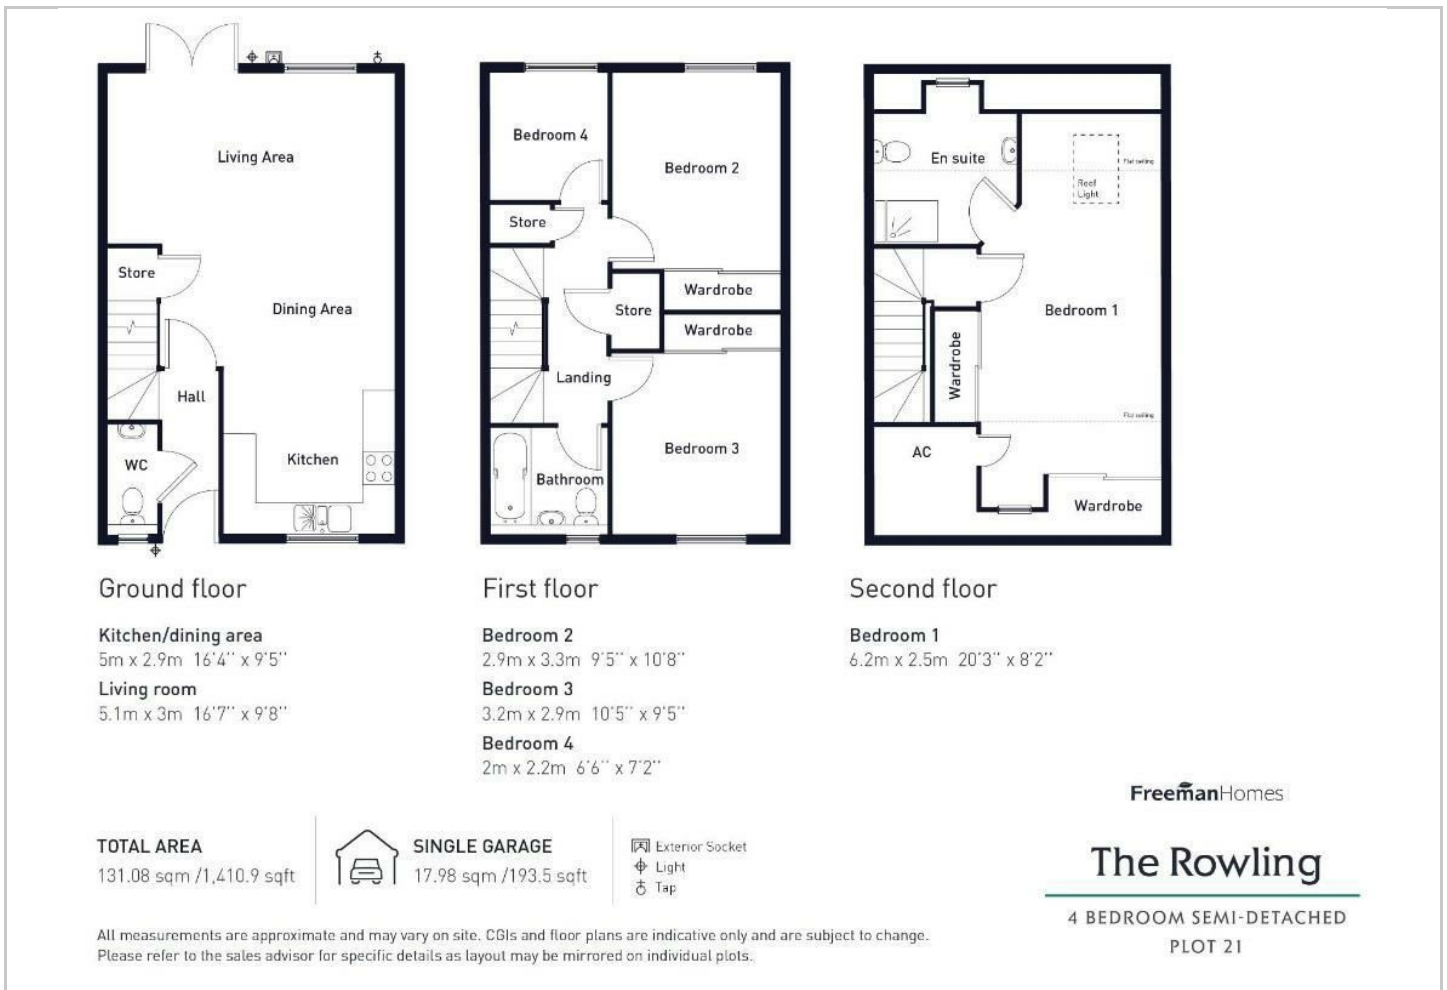 Living Area
Store
Dining Area
Hall
WC
Kitchen
Bedroom 4
Bedroom 2
Store
Wardrobe
Store
Wardrobe
Landing
Bedroom 3
Bathroom
En suite
Flat ceiling
Roof
Light
Bedroom 1
Wardrobe
Flat ceiling
AC
Wardrobe
Ground floor
Kitchen/dining area
5m x 2.9m 16'4'' x 9'5''
Living room
5.1m x 3m 16'7'' x 9'8''
First floor
Bedroom 2
2.9m x 3.3m 9'5'' x 10'8''
Bedroom 3
3.2m x 2.9m 10'5'' x 9'5''
Bedroom 4
2m x 2.2m 6'6'' x 7'2''
Second floor
Bedroom 1
6.2m x 2.5m 20'3'' x 8'2''
TOTAL AREA
131.08 sqm /1,410.9 sqft
SINGLE GARAGE
17.98 sqm /193.5 sqft
Exterior Socket
Light
Tap
FreemanHomes
The Rowling
4 BEDROOM SEMI-DETACHED
PLOT 21
All measurements are approximate and may vary on site. CGIs and floor plans are indicative only and are subject to change.
Please refer to the sales advisor for specific details as layout may be mirrored on individual plots.